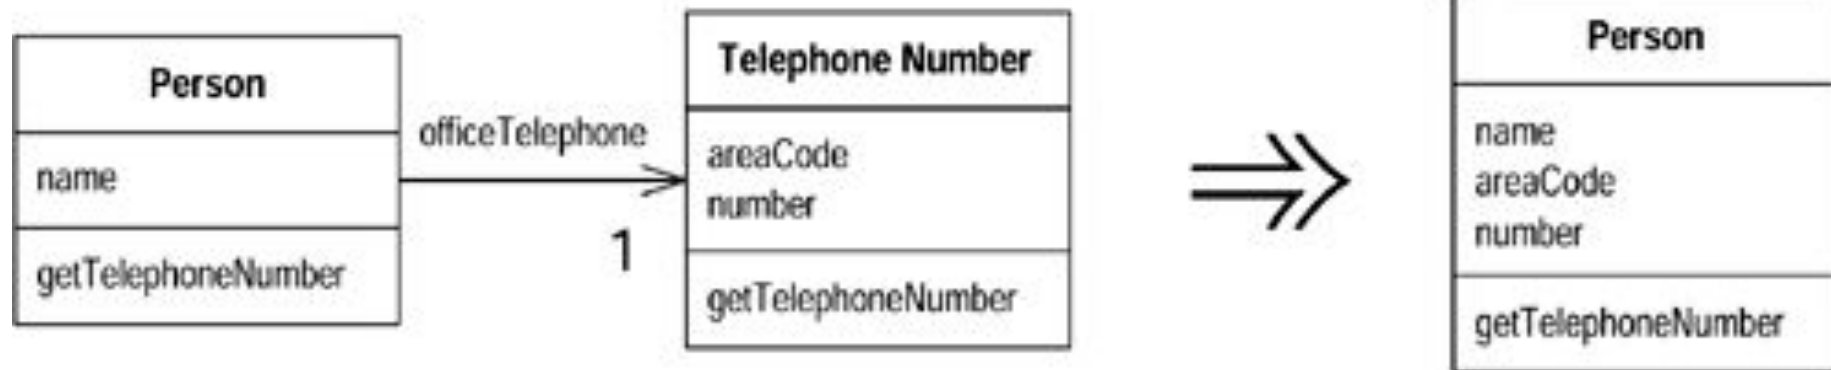 Person
name
getTelephoneNumber
officeTelephone
1
Telephone Number
areaCode
number
getTelephoneNumber
Person
name
areaCode
number
getTelephoneNumber